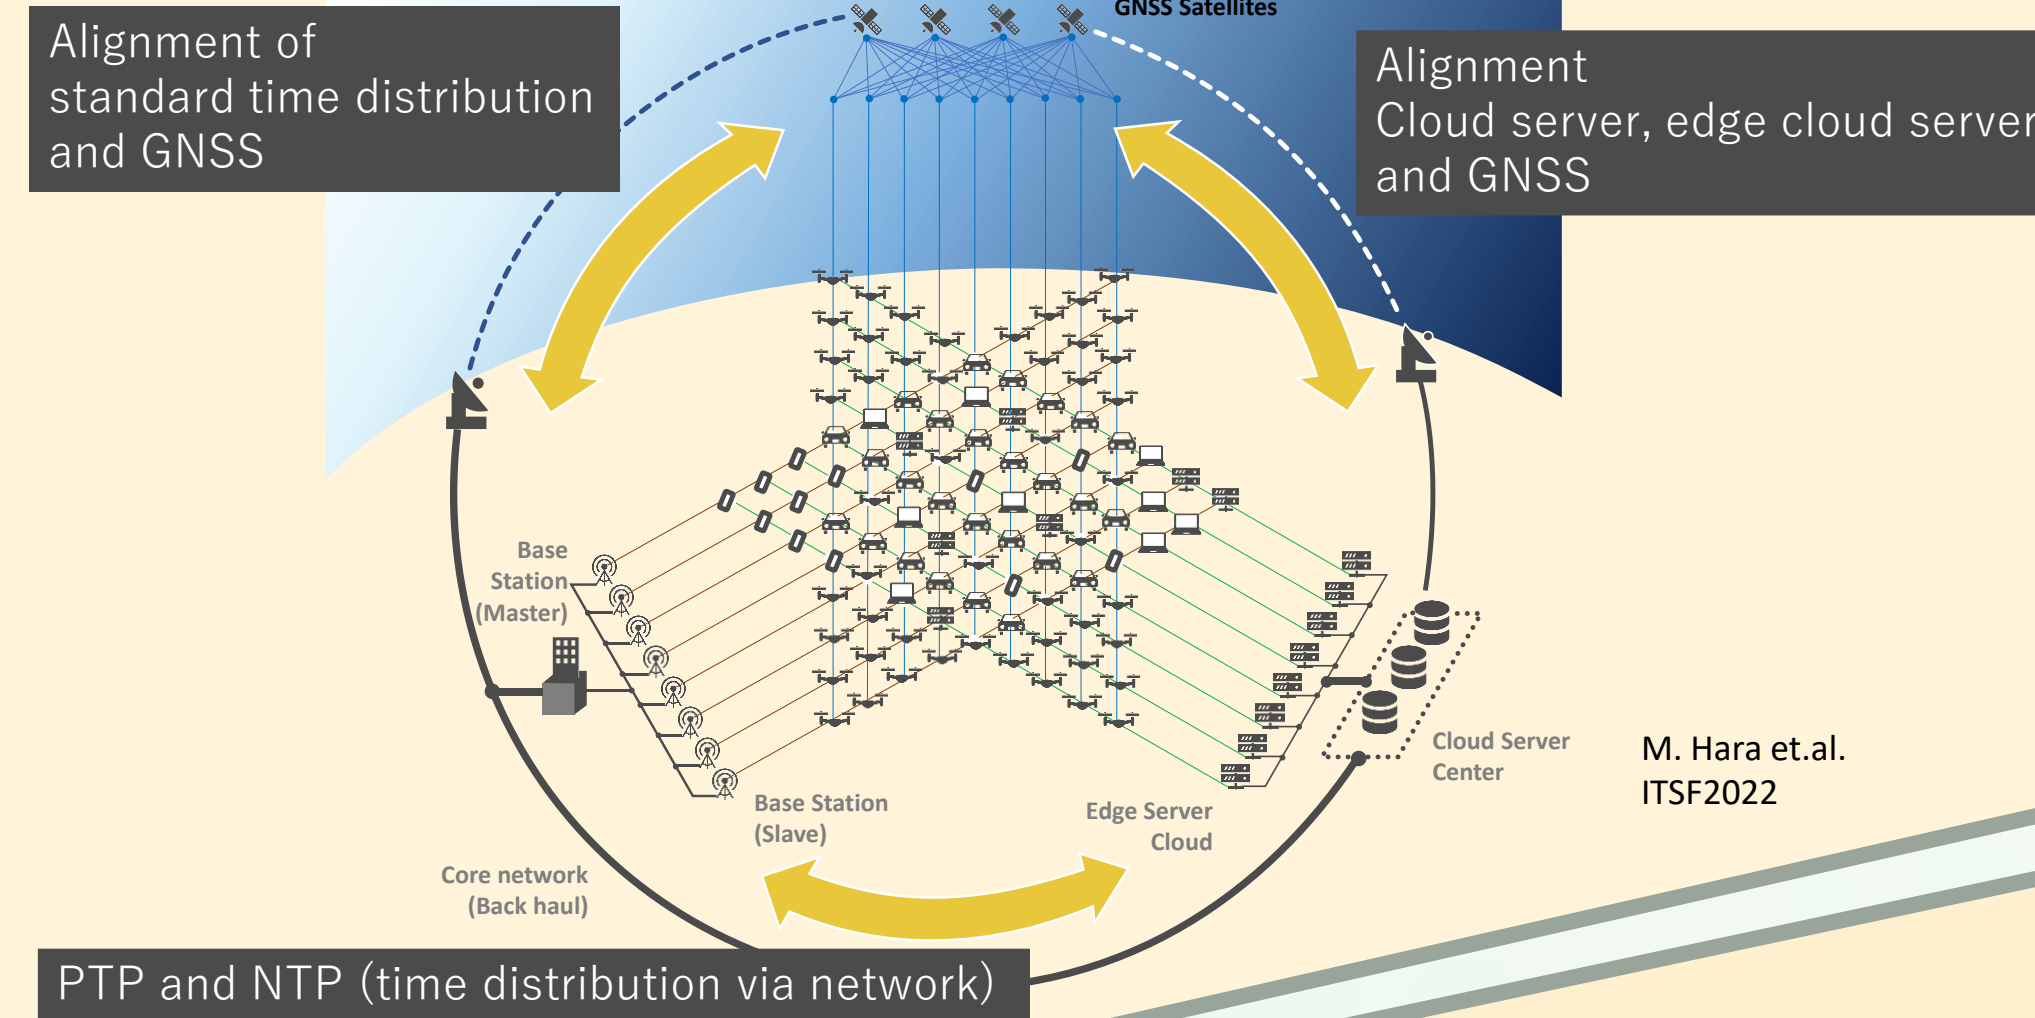 GNSS Satellites
Alignment of
standard time distribution
and GNSS
Alignment
Cloud server, edge cloud server
and GNSS
Base
Station
(Master)
Base Station
(Slave)
Edge Server
Cloud
Cloud Server
Center
Core network
(Back haul)
M. Hara et.al.
ITSF2022
PTP and NTP (time distribution via network)